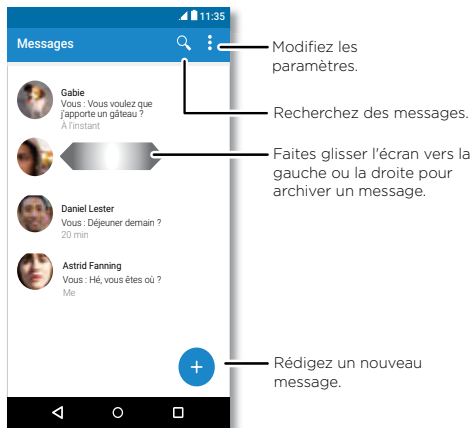 11:35
Messages
Modifiez les
paramètres.
Gabie
Vous : Vous voulez que
j'apporte un gâteau ?
À l'instant
Recherchez des messages.
Faites glisser l'écran vers la
gauche ou la droite pour
archiver un message.
Daniel Lester
Vous : Déjeuner demain ?
20 min
Astrid Fanning
Vous : Hé, vous êtes où ?
Me
+
Rédigez un nouveau
message.